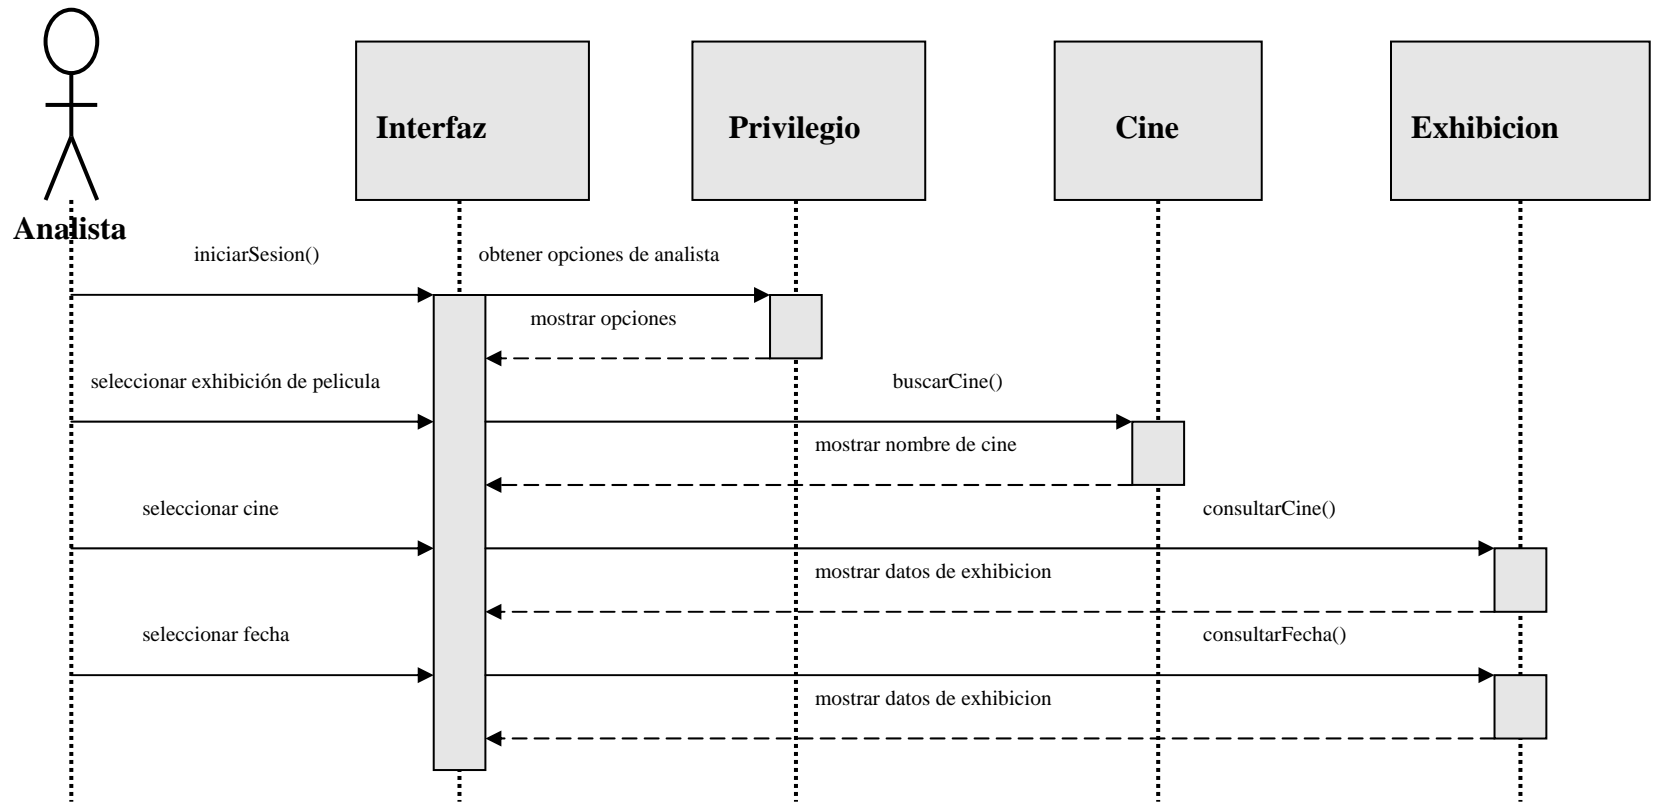 Interfaz
Privilegio
Cine
Exhibicion
Analista
iniciarSesion()
obtener opciones de analista
mostrar opciones
seleccionar exhibición de pelicula
buscarCine()
mostrar nombre de cine
seleccionar cine
consultarCine()
mostrar datos de exhibicion
seleccionar fecha
consultarFecha()
mostrar datos de exhibicion